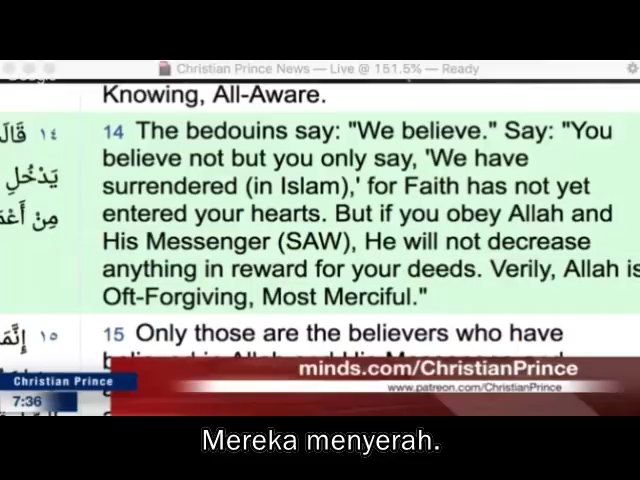 Christian Prince News — Live @ 151.5% — Ready
Knowing, All-Aware.
١٤
14 The bedouins say: "We believe." Say: "You
believe not but you only say, 'We have
يَدْخُلِ
surrendered (in Islam),' for Faith has not yet
entered your hearts. But if you obey Allah and
His Messenger (SAW), He will not decrease
anything in reward for your deeds. Verily, Allah is
Oft-Forgiving, Most Merciful."
١٥
15 Only those are the believers who have
minds.com/ChristianPrince
Christian Prince
www.patreon.com/ChristianPrince
7:36
Mereka menyerah.